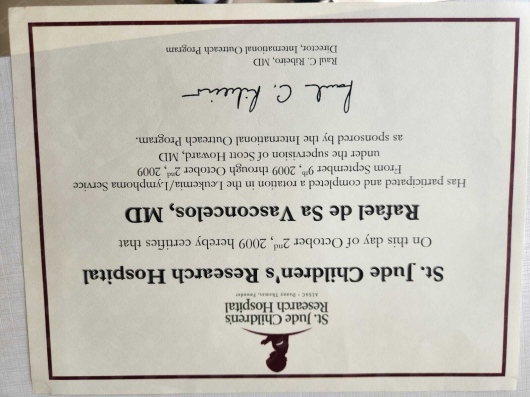 St. Jude Children's
Research Hospital
ALSAC • Danny Thomas, Founder
St. Jude Children's Research Hospital
On this day of October 2nd, 2009 hereby certifies that
Rafael de Sa Vasconcelos, MD
Has participated and completed a rotation in the Leukemia/Lymphoma Service
From September 9th, 2009 through October 2nd, 2009
under the supervision of Scott Howard, MD
as sponsored by the International Outreach Program.
Raul C. Ribeiro
Raul C. Ribeiro, MD
Director, International Outreach Program